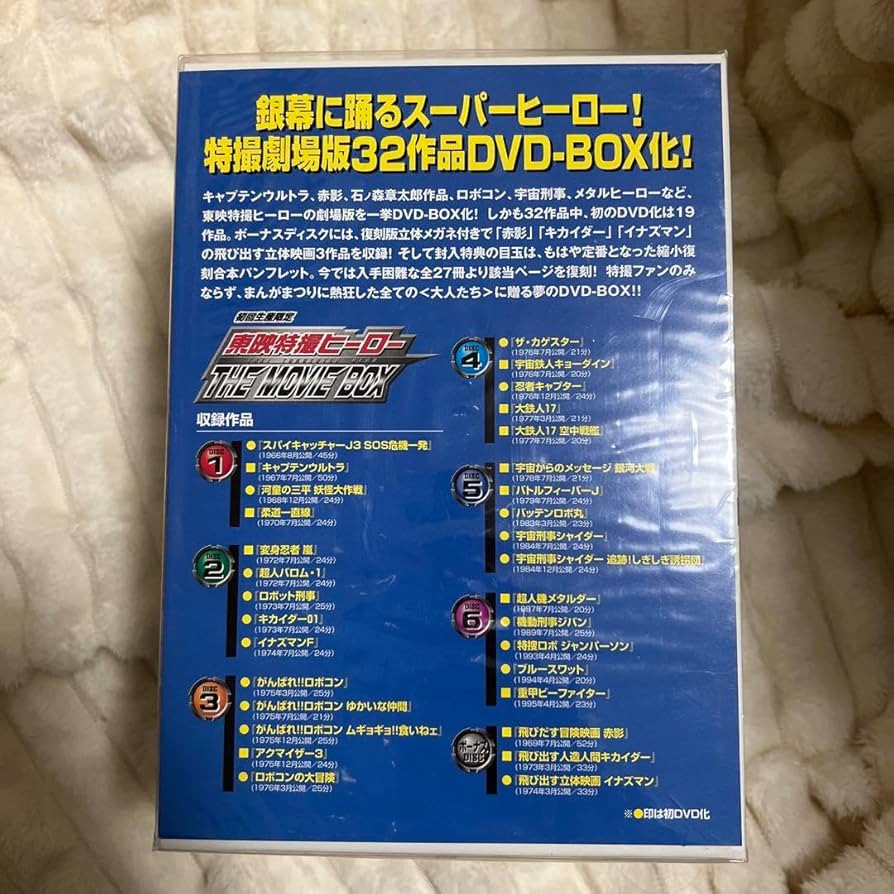 銀幕に踊るスーパーヒーロー!
特撮劇場版32作品DVD-BOX化!
キャプテンウルトラ、赤影、石ノ森章太郎作品、ロボコン、宇宙刑事、メタルヒーローなど、
東映特撮ヒーローの劇場版を一挙DVD-BOX化! しかも32作品中、初のDVD化は19
作品。ボーナスディスクには、復刻版立体メガネ付きで「赤影」「キカイダー」「イナズマン」
の飛び出す立体映画3作品を収録! そして封入特典の目玉は、もはや定番となった縮小復
刻合本パンフレット。今では入手困難な全27冊より該当ページを復刻! 特撮ファンのみ
ならず、まんがまつりに熱狂した全ての<大人たち>に贈る夢のDVD-BOX!!
初回生産限定
東映特撮ヒーロー
THE MOVIE BOX
収録作品
DISC
1
●『スパイキャッチャーJ3 SOS危機一発』
(1966年8月公開/45分)
■『キャプテンウルトラ』
(1967年7月公開/50分)
●『河童の三平 妖怪大作戦』
(1968年12月公開/24分)
■『柔道一直線』
(1970年7月公開/24分)
DISC
2
■『変身忍者 嵐』
(1972年7月公開/24分)
●『超人バロム・1』
(1972年7月公開/24分)
●『ロボット刑事』
(1973年7月公開/25分)
●『キカイダー01』
(1973年7月公開/24分)
●『イナズマンF』
(1974年7月公開/24分)
DISC
3
●『がんばれ!!ロボコン』
(1975年3月公開/25分)
●『がんばれ!!ロボコン ゆかいな仲間』
(1975年7月公開/21分)
●『がんばれ!!ロボコン ムギョギョ!!食いねェ』
(1975年12月公開/25分)
■『アクマイザー3』
(1975年12月公開/24分)
●『ロボコンの大冒険』
(1976年3月公開/25分)
DISC
4
●『ザ・カゲスター』
(1976年7月公開/21分)
■『宇宙鉄人キョーダイン』
(1976年7月公開/20分)
●『忍者キャプター』
(1976年12月公開/24分)
■『大鉄人17』
(1977年3月公開/21分)
■『大鉄人17 空中戦艦』
(1977年7月公開/20分)
DISC
5
■『宇宙からのメッセージ 銀河大戦』
(1978年7月公開/21分)
■『バトルフィーバーJ』
(1979年7月公開/24分)
●『バッテンロボ丸』
(1983年3月公開/23分)
●『宇宙刑事シャイダー』
(1984年7月公開/24分)
●『宇宙刑事シャイダー 追跡!しぎしぎ誘拐団』
(1984年12月公開/24分)
DISC
6
■『超人機メタルダー』
(1987年7月公開/20分)
●『機動刑事ジバン』
(1989年7月公開/25分)
●『特捜ロボ ジャンパーソン』
(1993年4月公開/24分)
●『ブルースワット』
(1994年4月公開/20分)
■『重甲ビーファイター』
(1995年4月公開/23分)
ボーナス
DISC
■『飛びだす冒険映画 赤影』
(1969年7月公開/52分)
■『飛び出す人造人間キカイダー』
(1973年3月公開/33分)
●『飛び出す立体映画 イナズマン』
(1974年3月公開/33分)
※●印は初DVD化